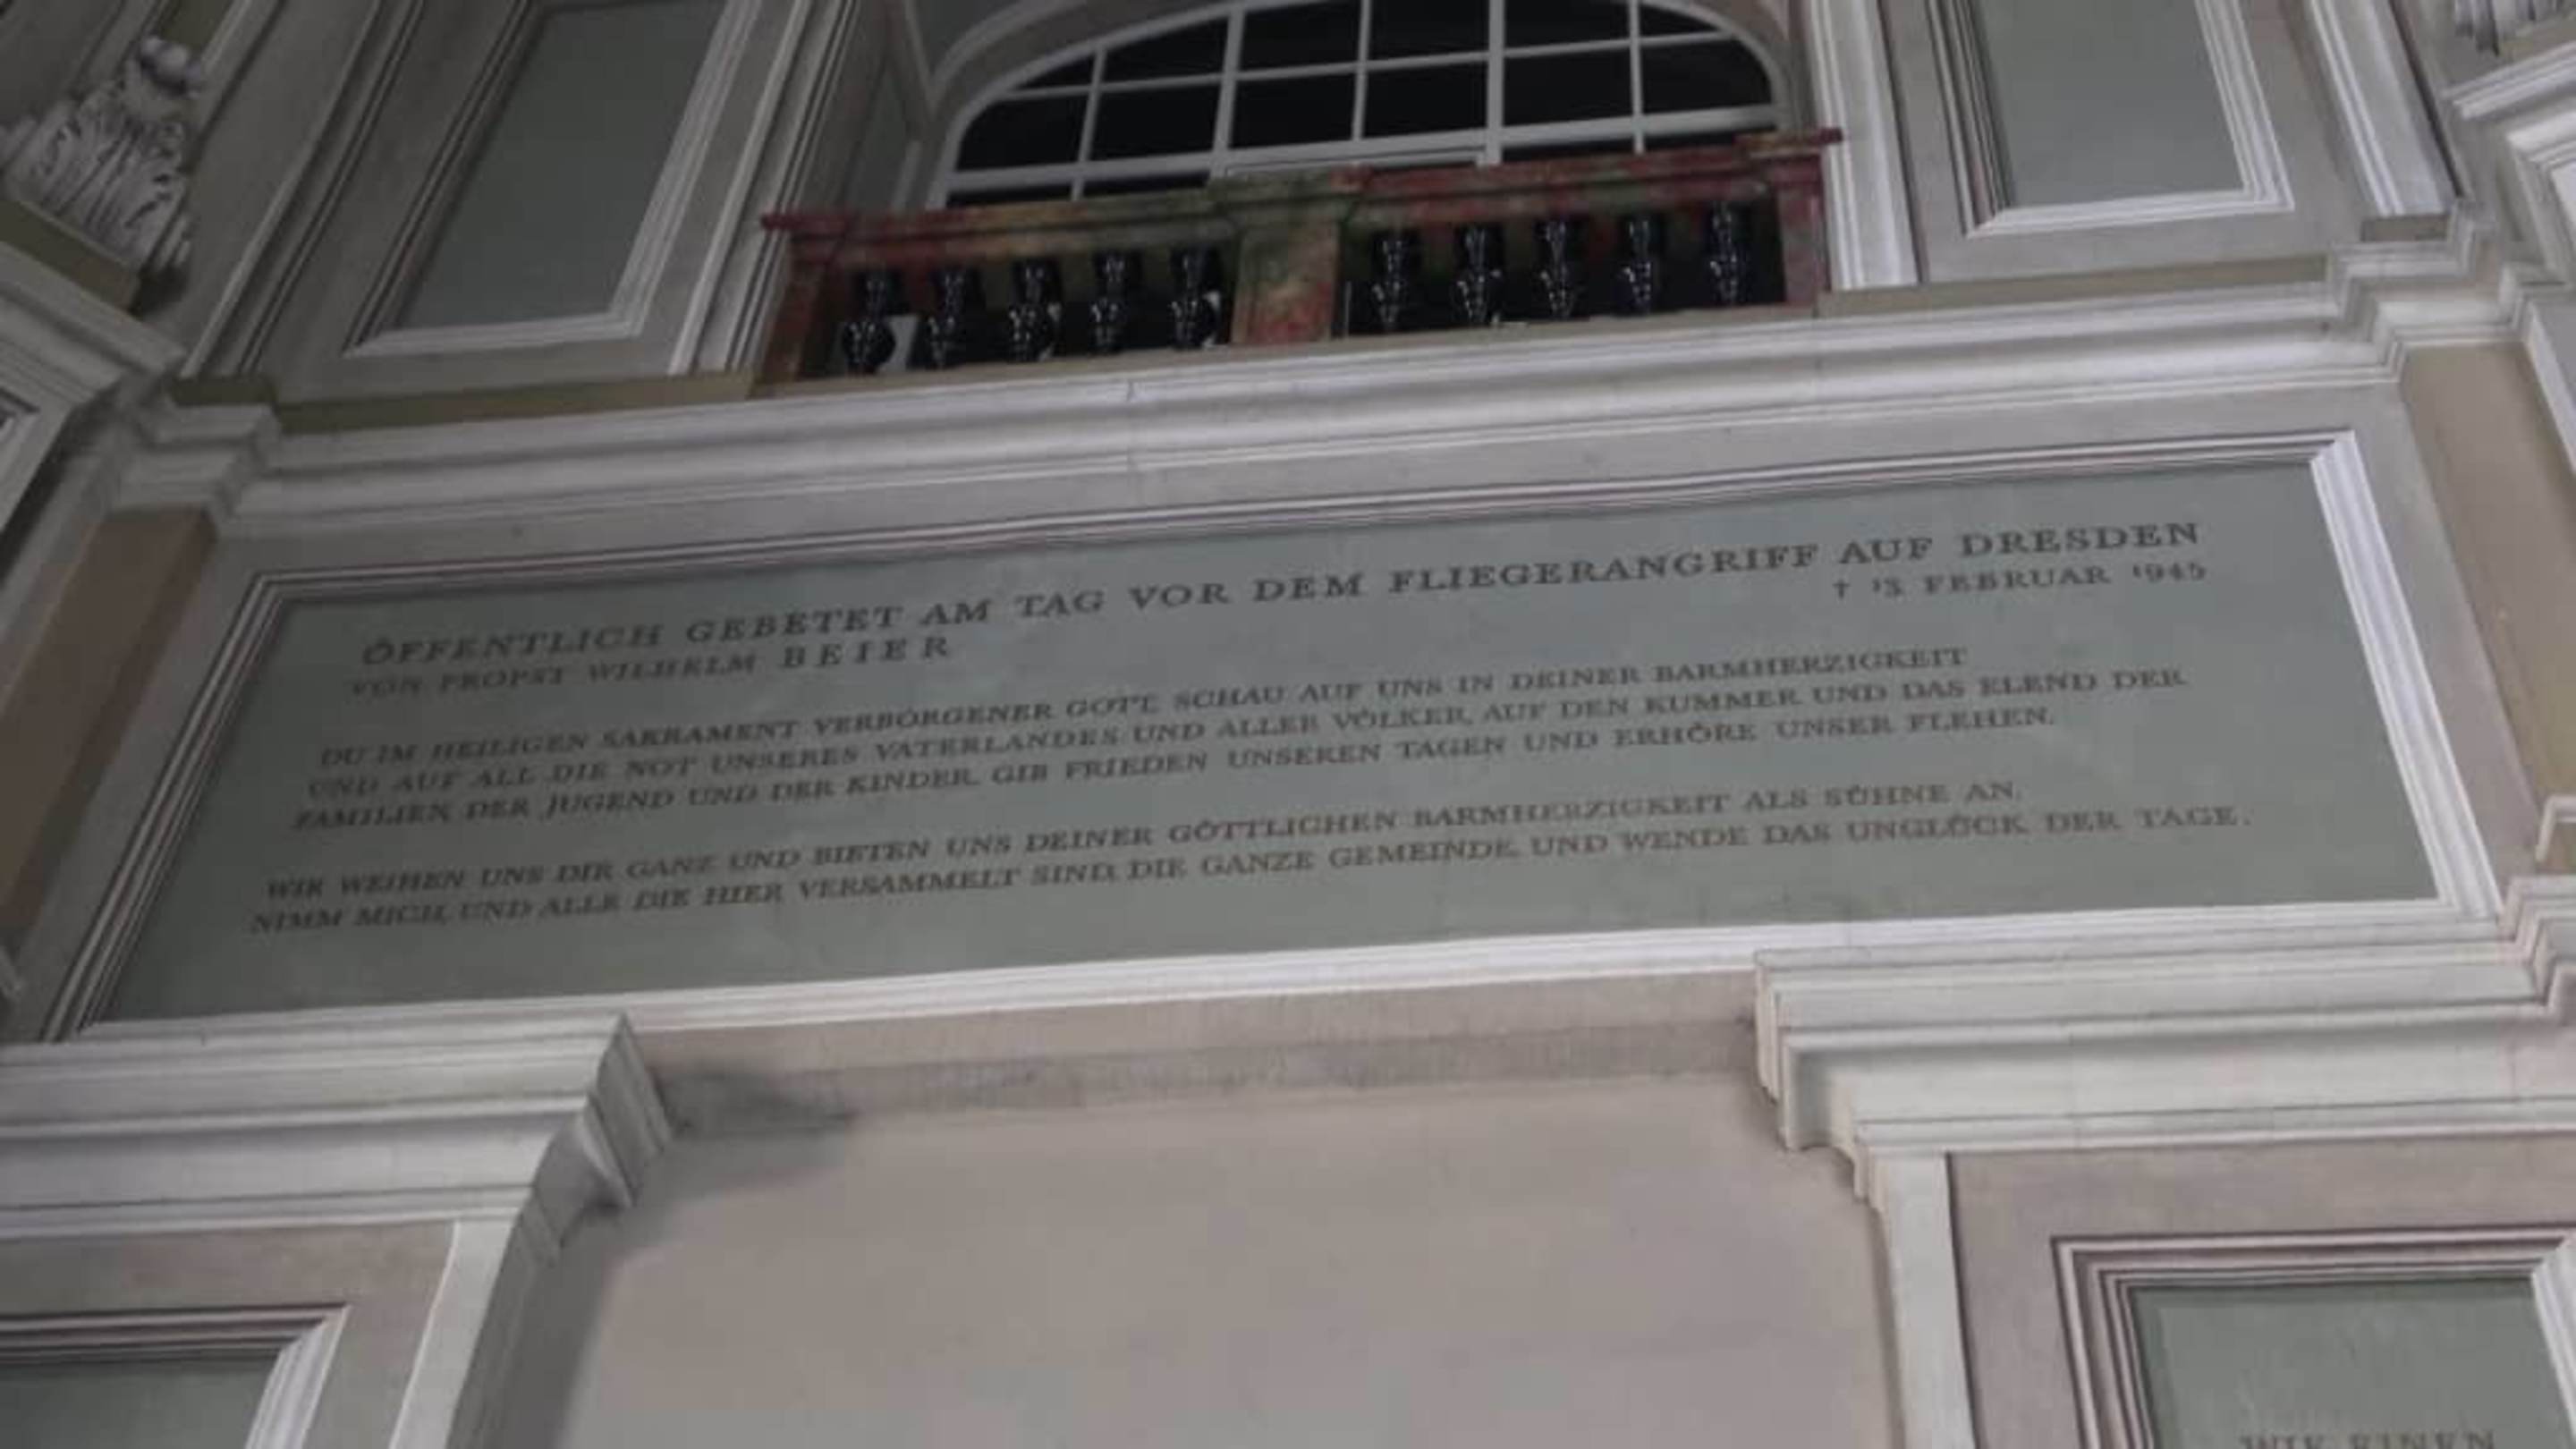 ÖFFENTLICH GEBETET AM TAG VOR DEM FLIEGERANGRIFF AUF DRESDEN
VON PROPST WILHELM BEIER
† 13 FEBRUAR 1945
DU IM HEILIGEN SAKRAMENT VERBORGENER GOTT, SCHAU AUF UNS IN DEINER BARMHERZIGKEIT
UND AUF ALL DIE NOT UNSERES VATERLANDES UND ALLER VÖLKER, AUF DEN KUMMER UND DAS ELEND DER
FAMILIEN DER JUGEND UND DER KINDER. GIB FRIEDEN UNSEREN TAGEN UND ERHÖRE UNSER FLEHEN.
WIR WEIHEN UNS DIR GANZ UND BIETEN UNS DEINER GÖTTLICHEN BARMHERZIGKEIT ALS SÜHNE AN.
NIMM MICH, UND ALLE DIE HIER VERSAMMELT SIND, DIE GANZE GEMEINDE, UND WENDE DAS UNGLÜCK DER TAGE.
WIE EINEN